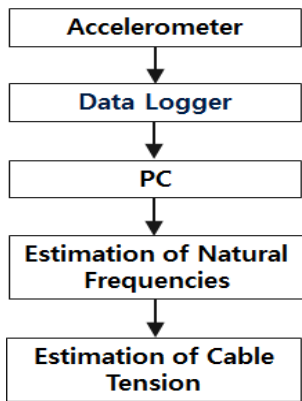 Accelerometer
Data Logger
PC
Estimation of Natural
Frequencies
Estimation of Cable
Tension